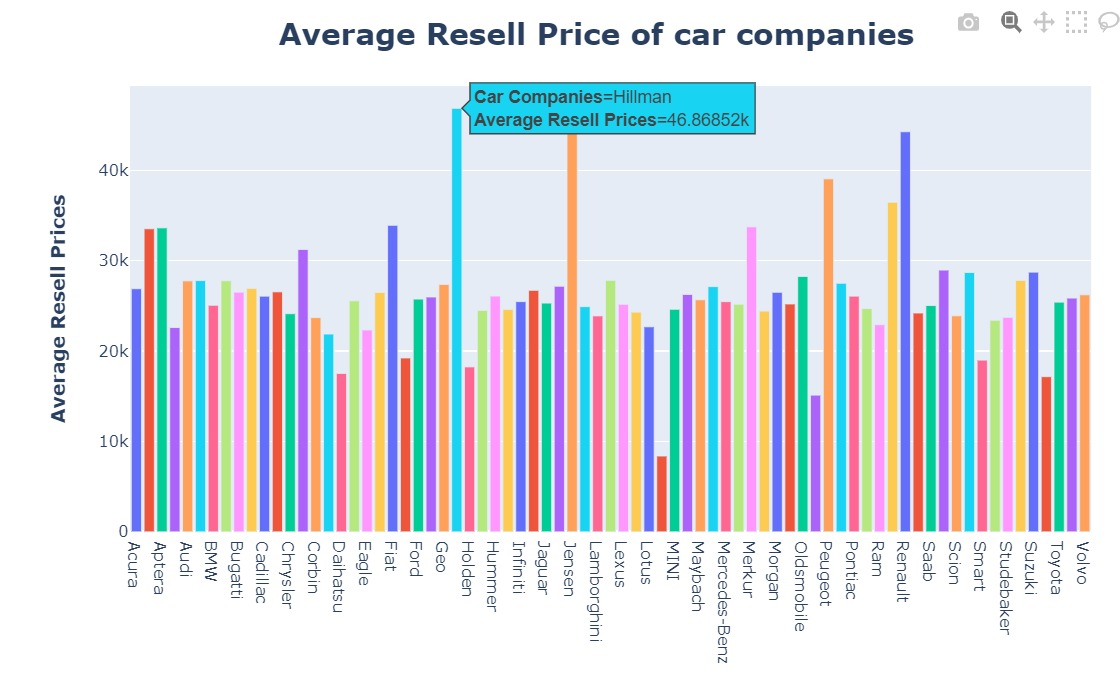 Average Resell Price of car companies
Car Companies=Hillman
Average Resell Prices=46.86852k
Average Resell Prices
40k
30k
20k
10k
0
Acura
Aptera
Audi
BMW
Bugatti
Cadillac
Chrysler
Corbin
Daihatsu
Eagle
Fiat
Ford
Geo
Holden
Hummer
Infiniti
Jaguar
Jensen
Lamborghini
Lexus
Lotus
MINI
Maybach
Mercedes-Benz
Merkur
Morgan
Oldsmobile
Peugeot
Pontiac
Ram
Renault
Saab
Scion
Smart
Studebaker
Suzuki
Toyota
Volvo